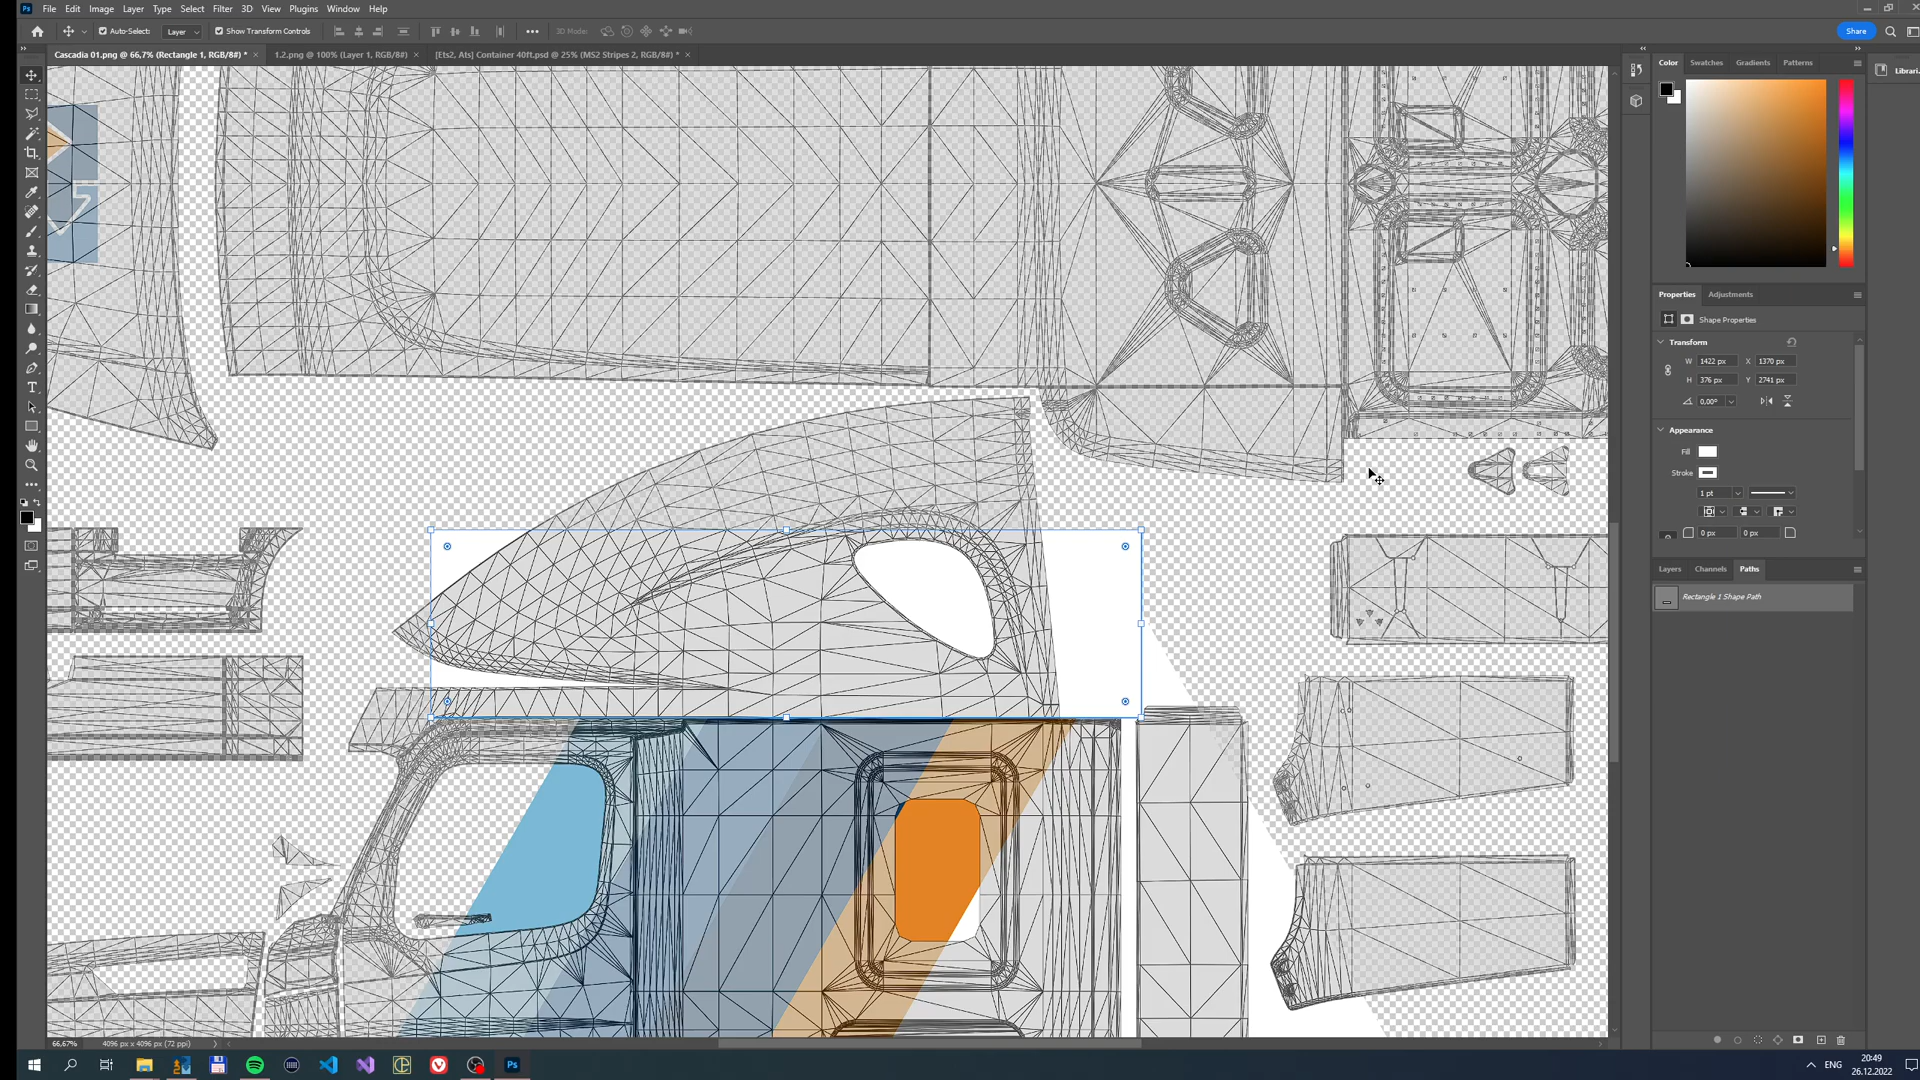 File Edit Image Layer Type Select Filter 3D View Plugins Window Help
Auto-Select: Layer Show Transform Controls 3D Mode: Share
Cascadia 01.png @ 66,7% (Rectangle 1, RGB/8#) * 1.2.png @ 100% (Layer 1, RGB/8#) [Ets2, Ats] Container 40ft.psd @ 25% (MS2 Stripes 2, RGB/8#) *
Color Swatches Gradients Patterns
Librari...
Properties Adjustments
Shape Properties
Transform
W 1422 px X 1370 px
H 376 px Y 2741 px
0,00°
Appearance
Fill
Stroke
1 pt
0 px 0 px
Layers Channels Paths
Rectangle 1 Shape Path
66,67% 4096 px x 4096 px (72 ppi)
ENG
20:49
26.12.2022